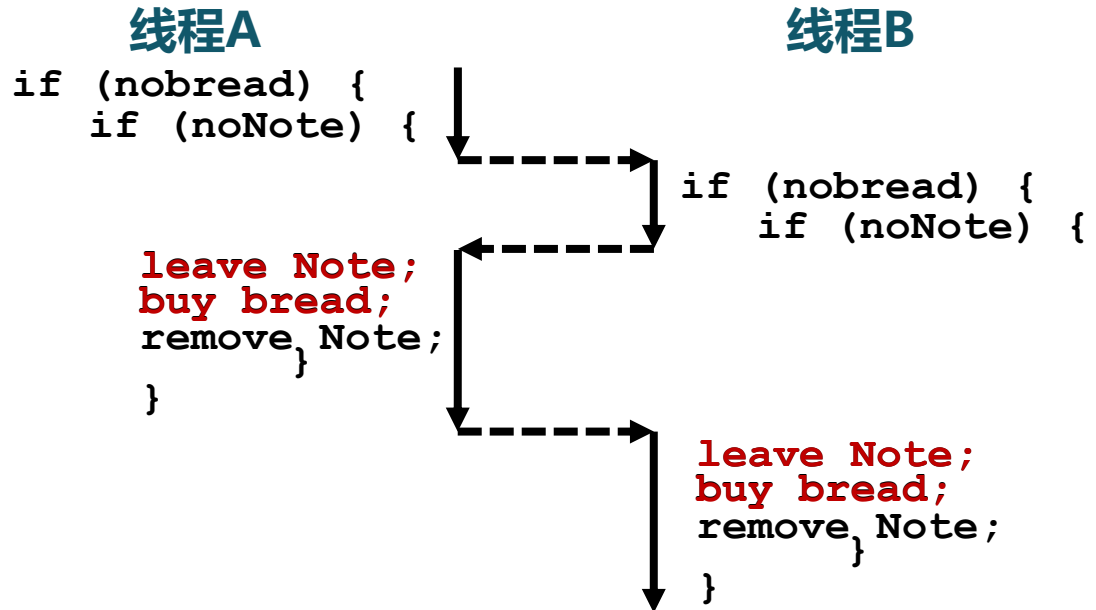 线程A
线程B
if (nobread) {
if (noNote) {
if (nobread) {
if (noNote) {
leave Note;
buy bread;
remove Note;
}
}
leave Note;
buy bread;
remove Note;
}
}